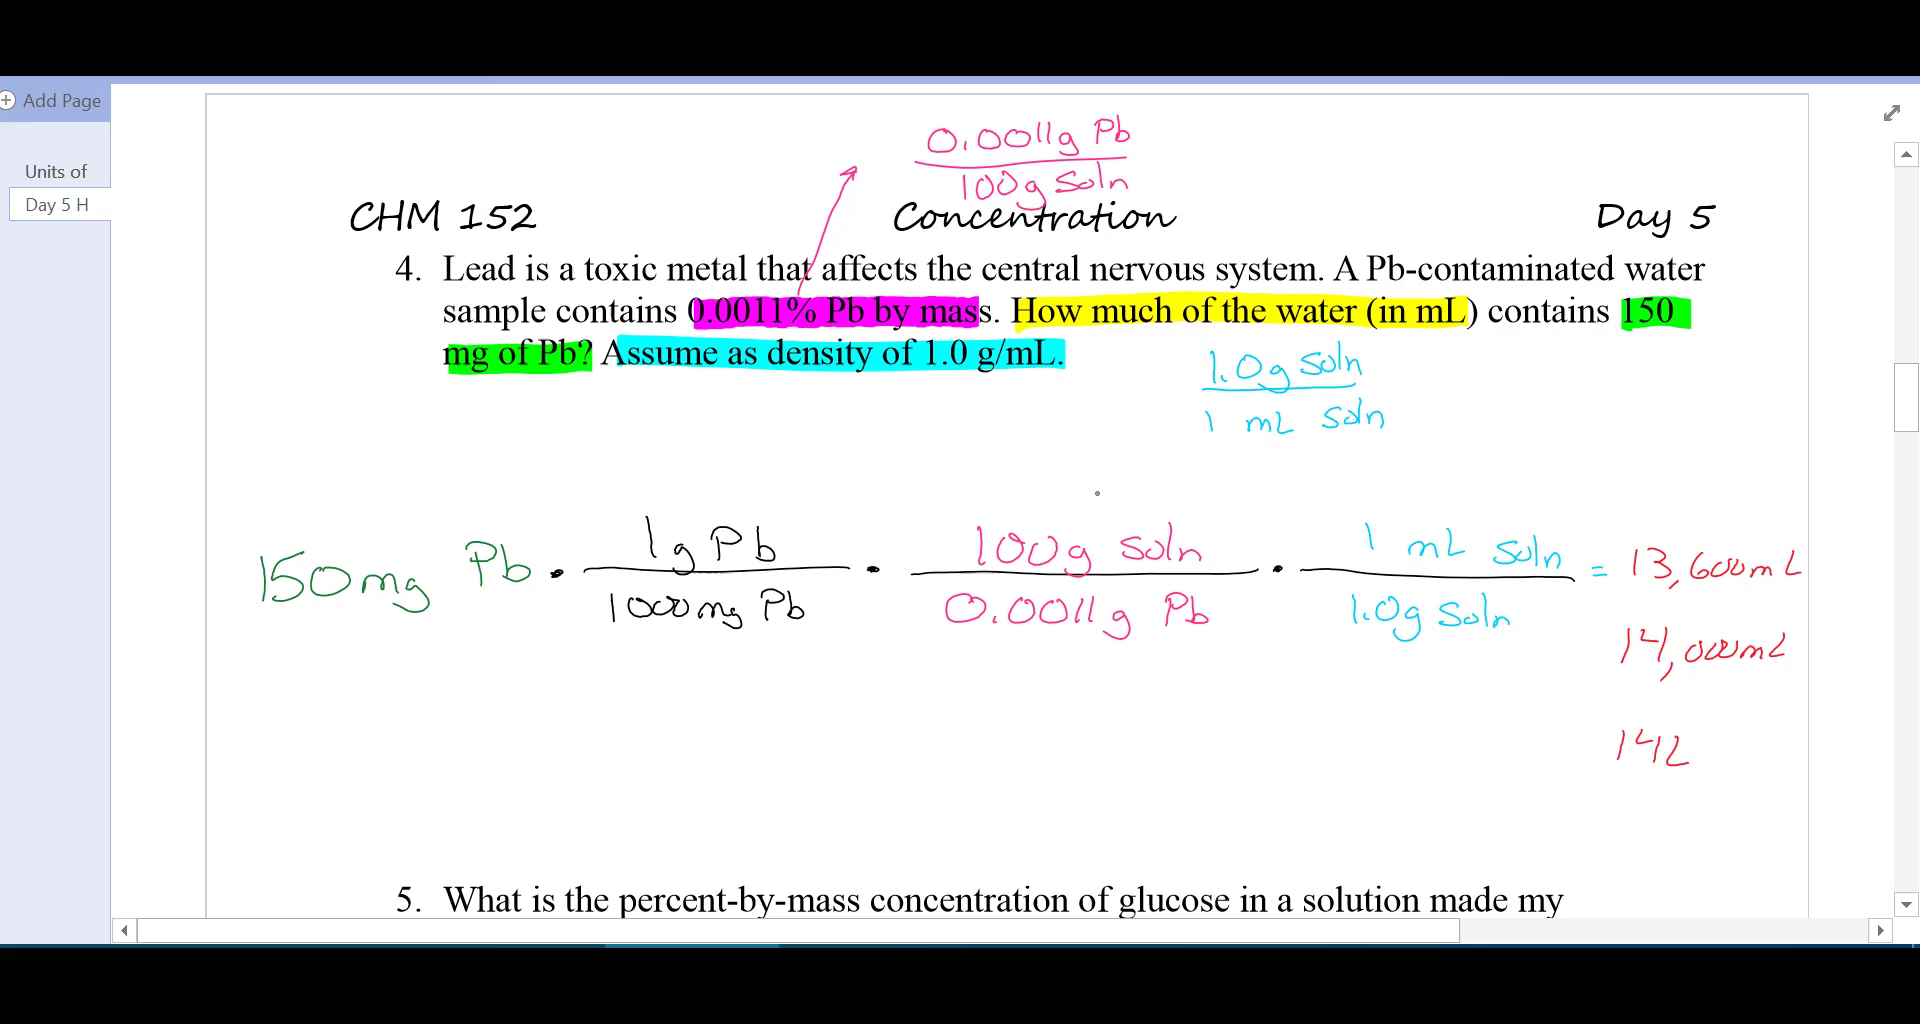 Add Page
Units of
Day 5 H
0.0011g Pb
100g Soln
CHM 152 Concentration Day 5
4. Lead is a toxic metal that affects the central nervous system. A Pb-contaminated water
sample contains 0.0011% Pb by mass. How much of the water (in mL) contains 150
mg of Pb? Assume as density of 1.0 g/mL.
1.0g Soln
1 mL Soln
150mg Pb · 1g Pb · 100g Soln · 1 mL Soln = 13,600mL
1000mg Pb 0.0011g Pb 1.0g Soln
14,000mL
14L
5. What is the percent-by-mass concentration of glucose in a solution made my